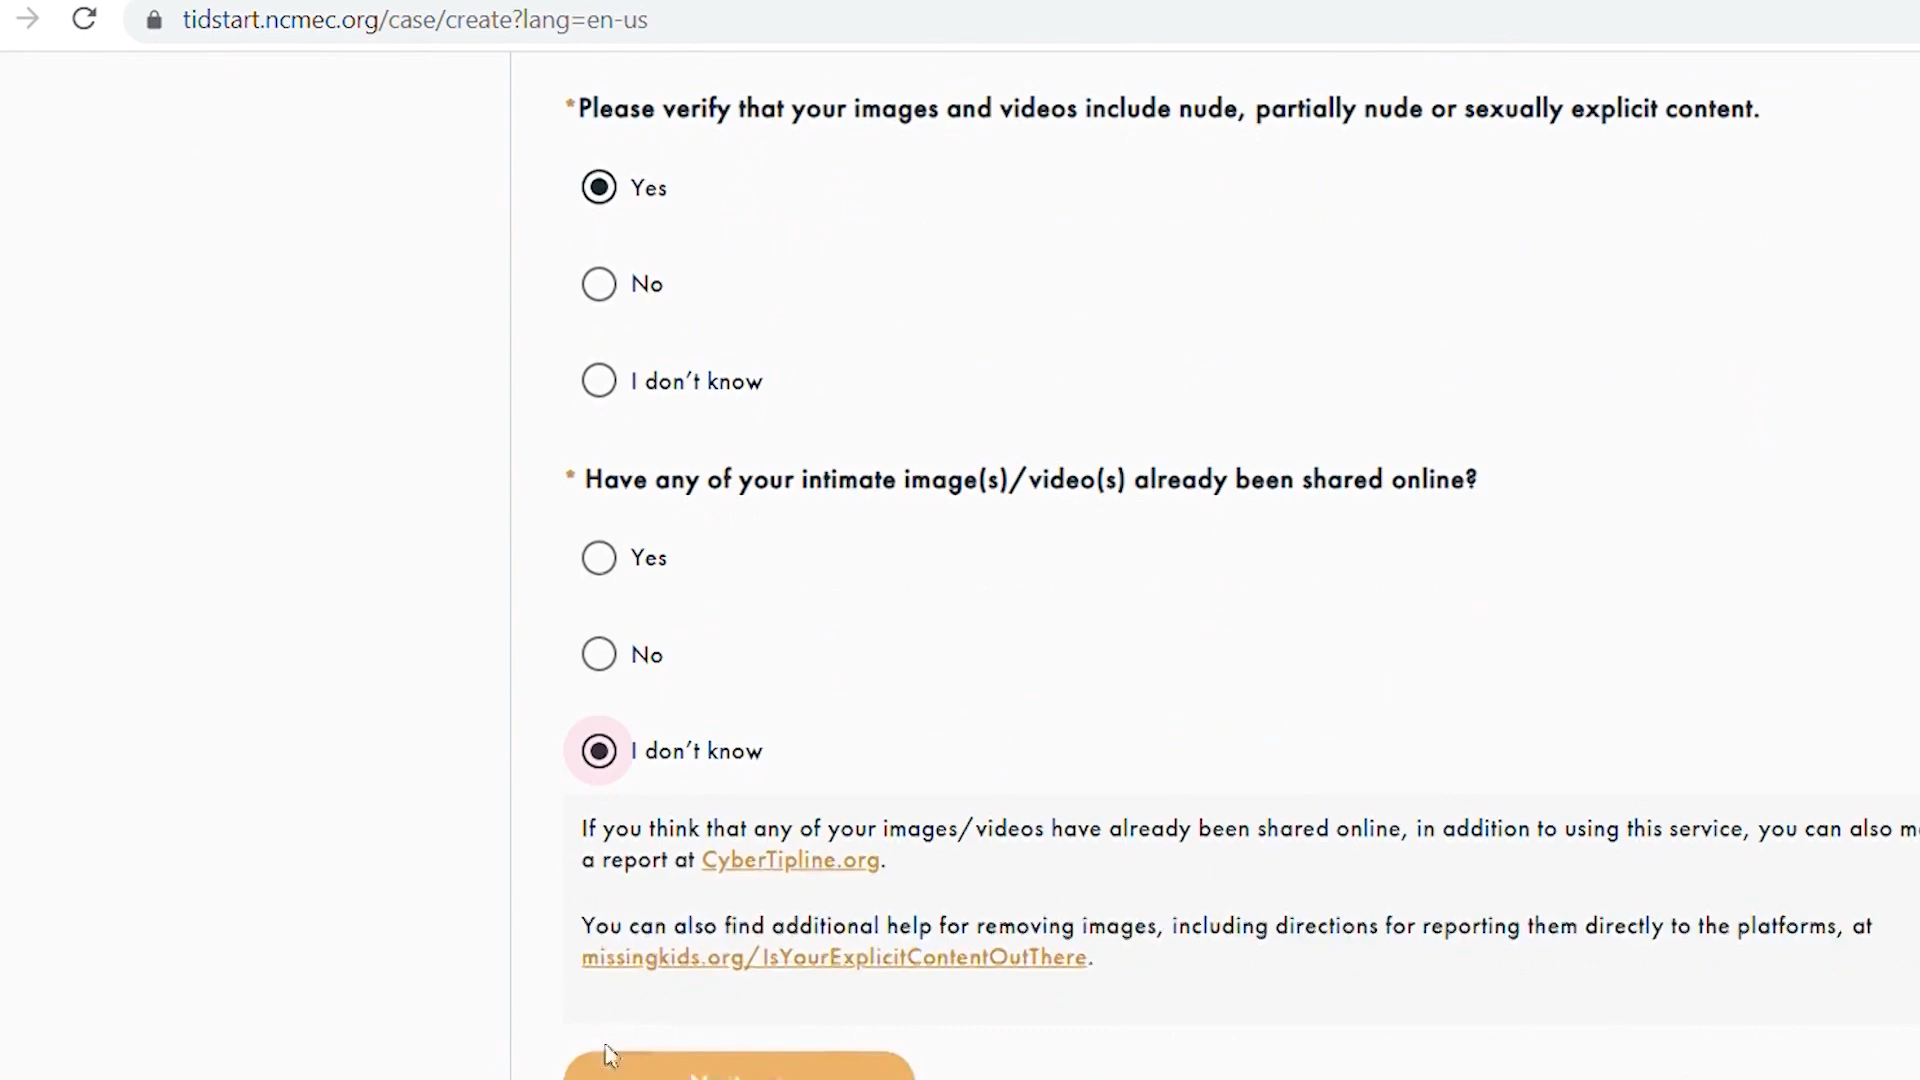 tidstart.ncmec.org/case/create?lang=en-us
*Please verify that your images and videos include nude, partially nude or sexually explicit content.
Yes
No
I don't know
* Have any of your intimate image(s)/video(s) already been shared online?
Yes
No
I don't know
If you think that any of your images/videos have already been shared online, in addition to using this service, you can also
a report at CyberTipline.org.
You can also find additional help for removing images, including directions for reporting them directly to the platforms, at
missingkids.org/IsYourExplicitContentOutThere.